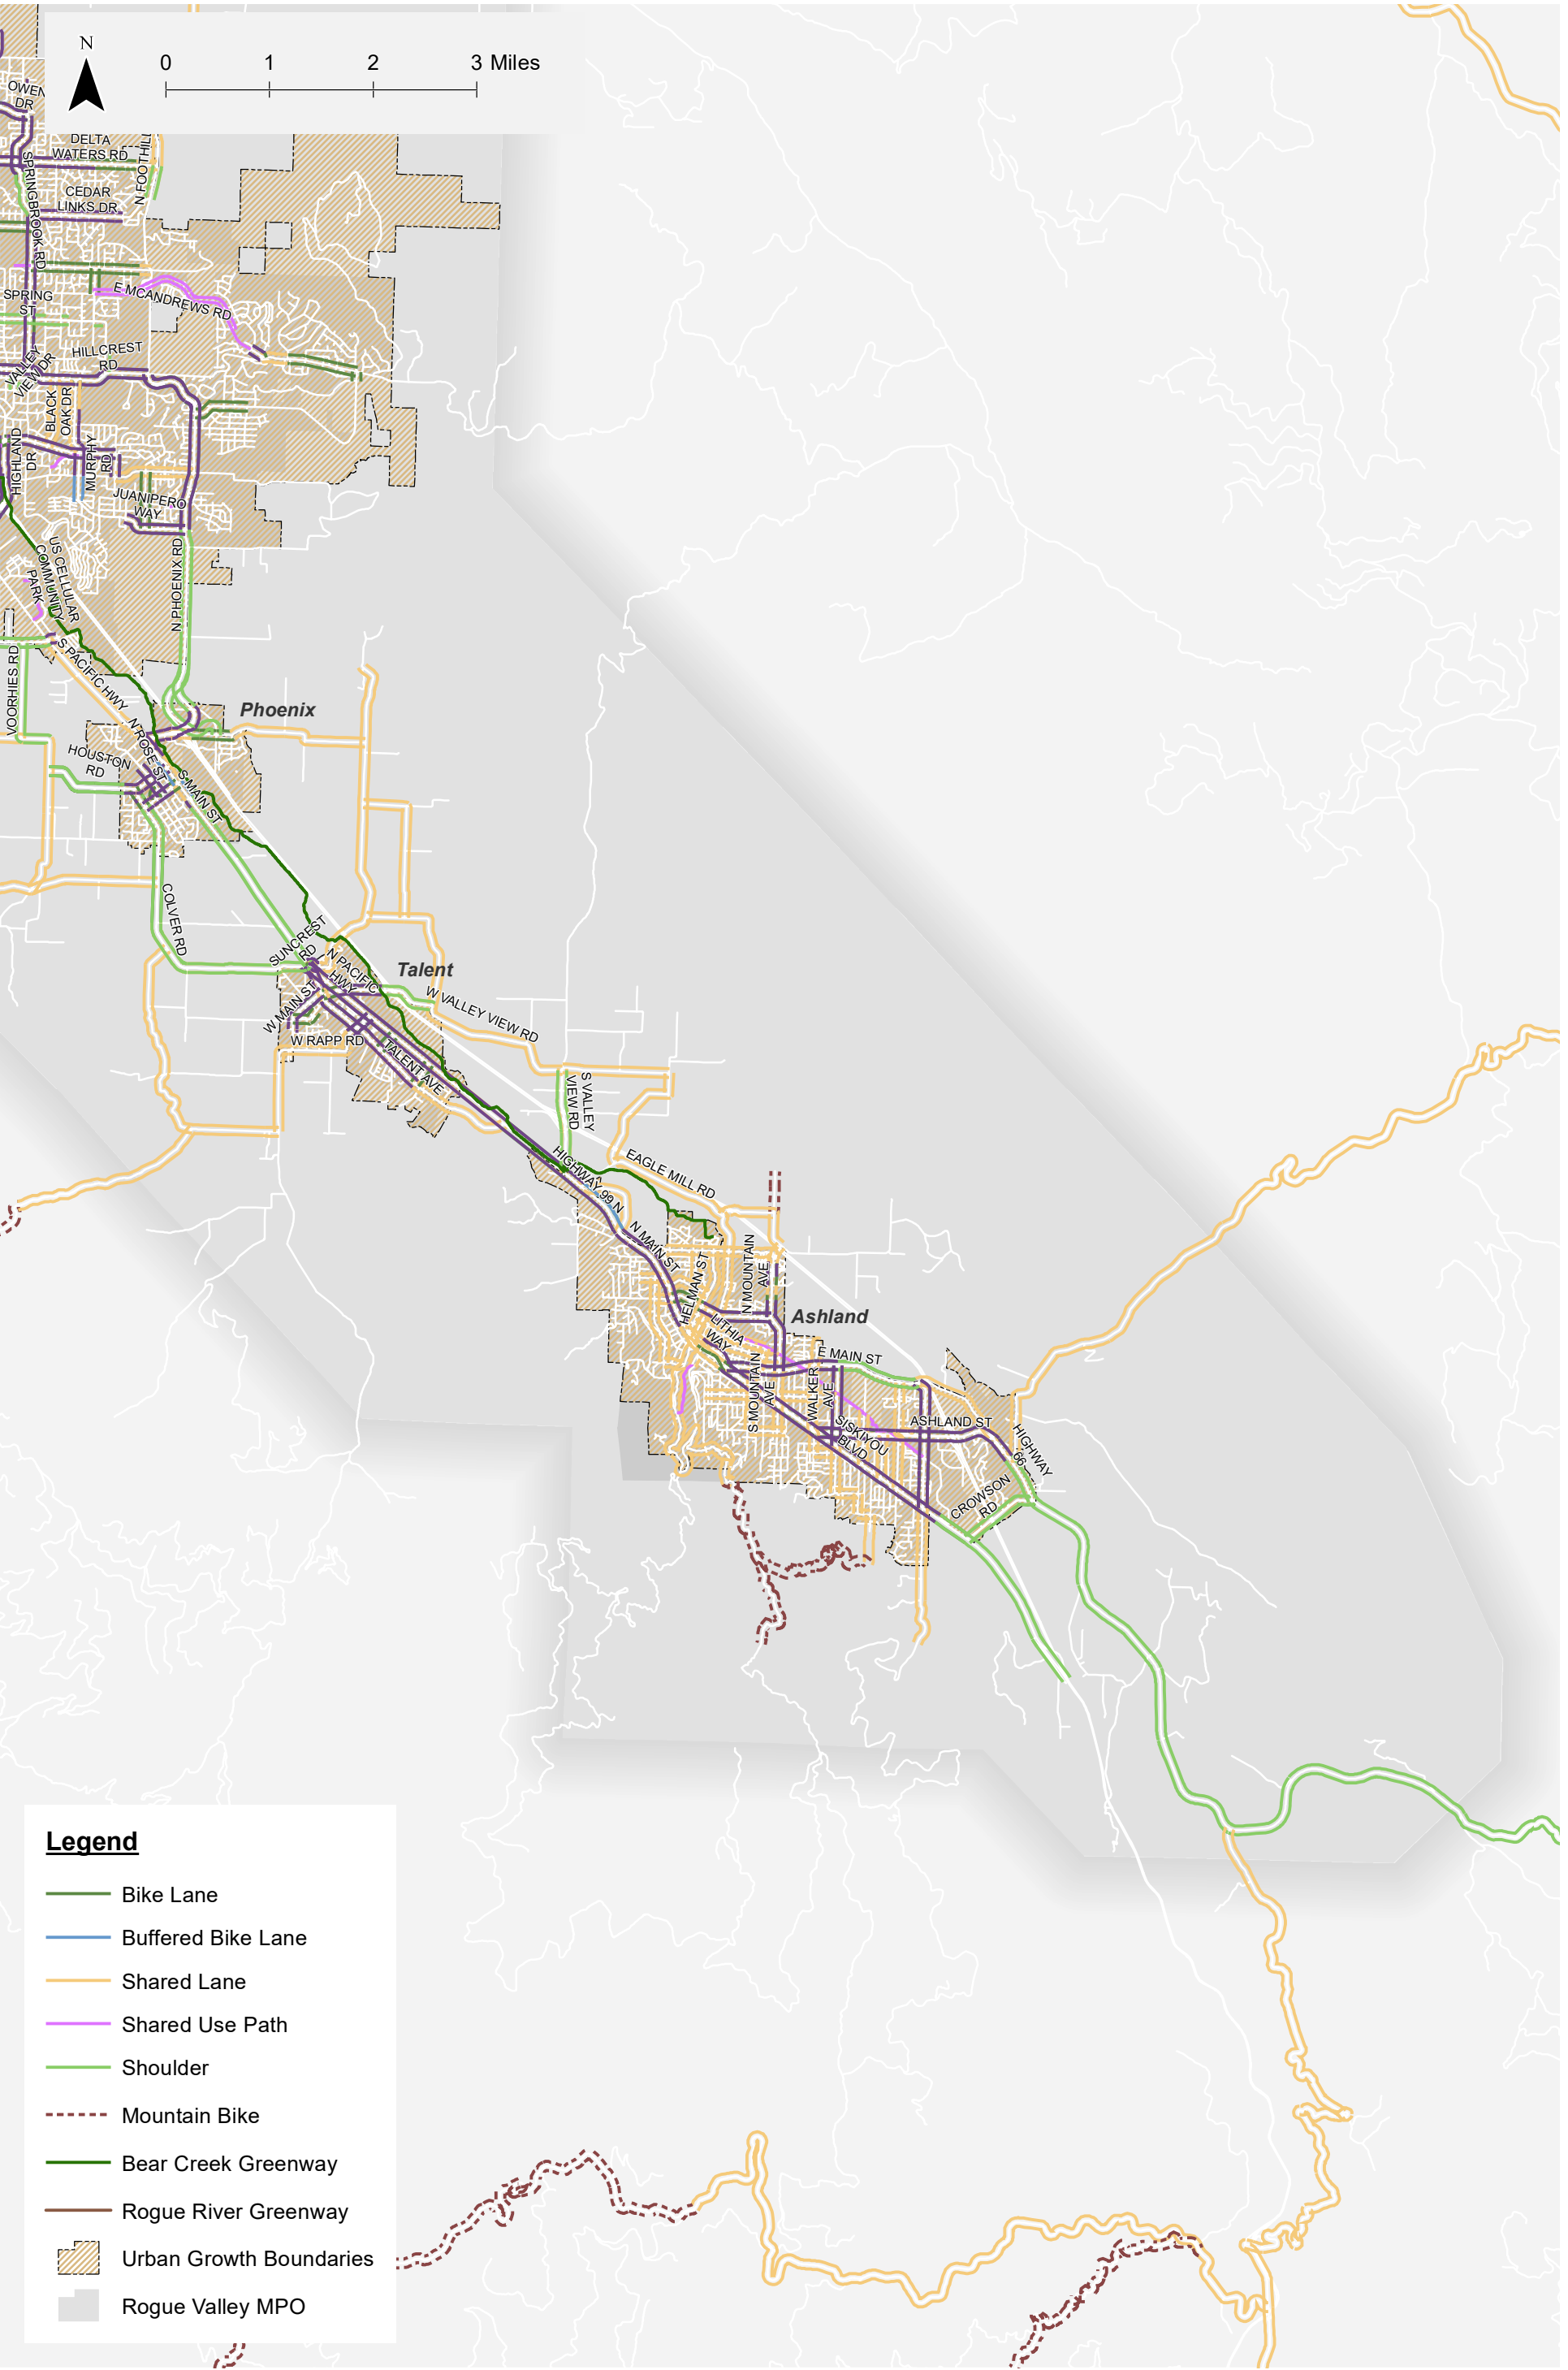 N
0 1 2 3 Miles
OWEN
DR
DELTA
WATERS RD
N FOOTHILL
SPRINGBROOK RD
CEDAR
LINKS DR
E MCANDREWS RD
SPRING
ST
HILLCREST
RD
VALLEY
VIEW DR
BLACK
OAK DR
HIGHLAND
DR
MURPHY
RD
JUANIPERO
WAY
US CELLULAR
COMMUNITY
PARK
N PHOENIX RD
VOORHIES RD
S PACIFIC HWY
Phoenix
N ROSE ST
HOUSTON
RD
S MAIN ST
COLVER RD
SUNCREST
RD
N PACIFIC
HWY
Talent
W MAIN ST
W VALLEY VIEW RD
W RAPP RD
TALENT AVE
S VALLEY
VIEW RD
HIGHWAY 99 N
EAGLE MILL RD
N MAIN ST
HELMAN ST
N MOUNTAIN
AVE
Ashland
LITHIA
WAY
E MAIN ST
S MOUNTAIN
AVE
WALKER
AVE
SISKIYOU
BLVD
ASHLAND ST
HIGHWAY
66
CROWSON
RD
Legend
Bike Lane
Buffered Bike Lane
Shared Lane
Shared Use Path
Shoulder
Mountain Bike
Bear Creek Greenway
Rogue River Greenway
Urban Growth Boundaries
Rogue Valley MPO